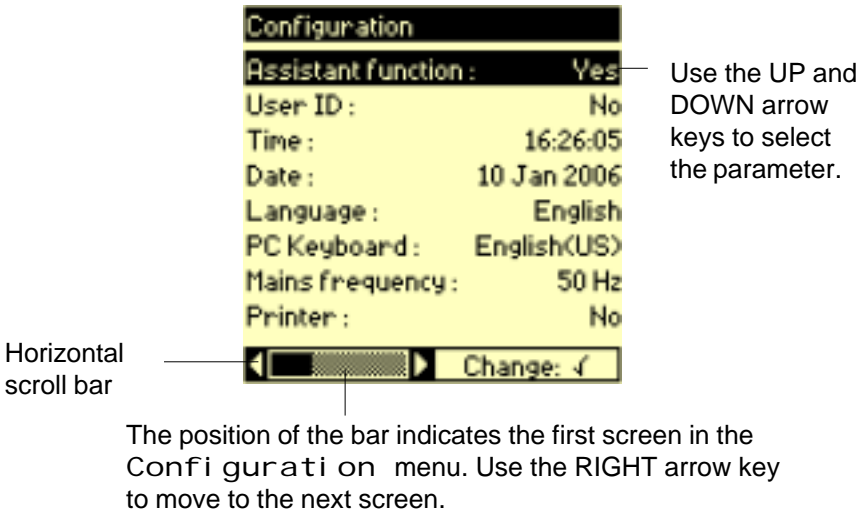 Configuration
Assistant function : Yes
User ID : No
Time : 16:26:05
Date : 10 Jan 2006
Language : English
PC Keyboard : English(US)
Mains frequency : 50 Hz
Printer : No
Change: √
Use the UP and
DOWN arrow
keys to select
the parameter.
Horizontal
scroll bar
The position of the bar indicates the first screen in the
Configuration menu. Use the RIGHT arrow key
to move to the next screen.